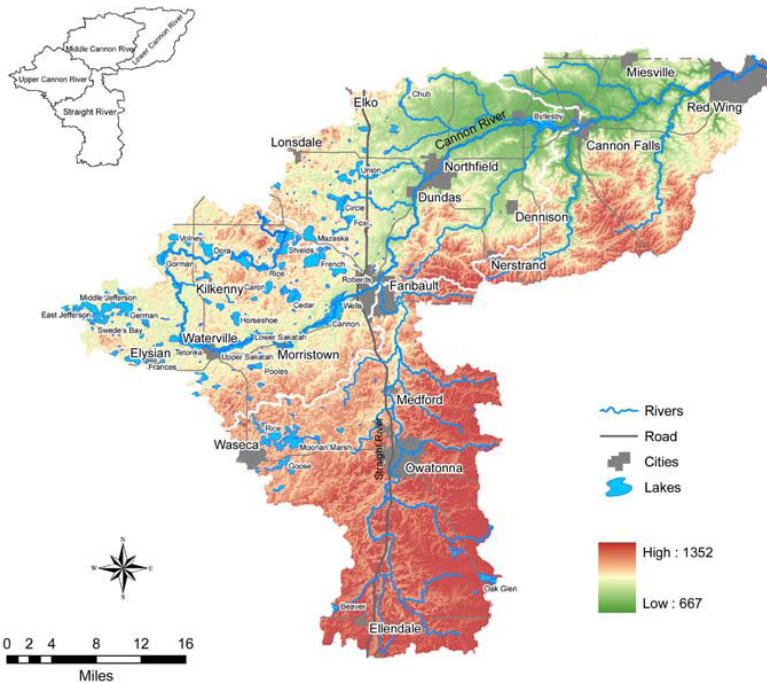 Lower Cannon River
Middle Cannon River
Upper Cannon River
Straight River
Miesville
Red Wing
Elko
Chub
Cannon River
Byllesby
Cannon Falls
Lonsdale
Union
Northfield
Dundas
Circle
Fox
Dennison
Volney
Dora
Mazaska
Shields
Gorman
French
Rice
Nerstrand
Kilkenny
Caron
Roberds
Faribault
Middle Jefferson
Cedar
Wells
East Jefferson
German
Horseshoe
Cannon
Swede's Bay
Waterville
Lower Sakatah
Elysian
Tetonka
Upper Sakatah
Morristown
Frances
Pooles
Medford
Rice
Waseca
Moonan Marsh
Goose
Straight River
Owatonna
Rivers
Road
Cities
Lakes
High : 1352
Low : 667
N
W
E
S
Oak Glen
Beaver
Ellendale
0 2 4 8 12 16
Miles